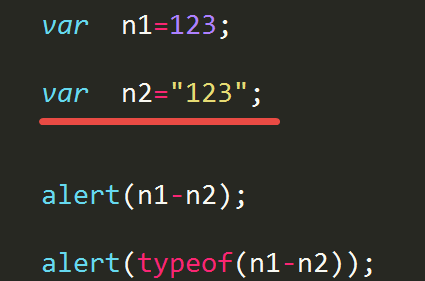 var  n1=123;
var  n2="123";
alert(n1-n2);
alert(typeof(n1-n2));